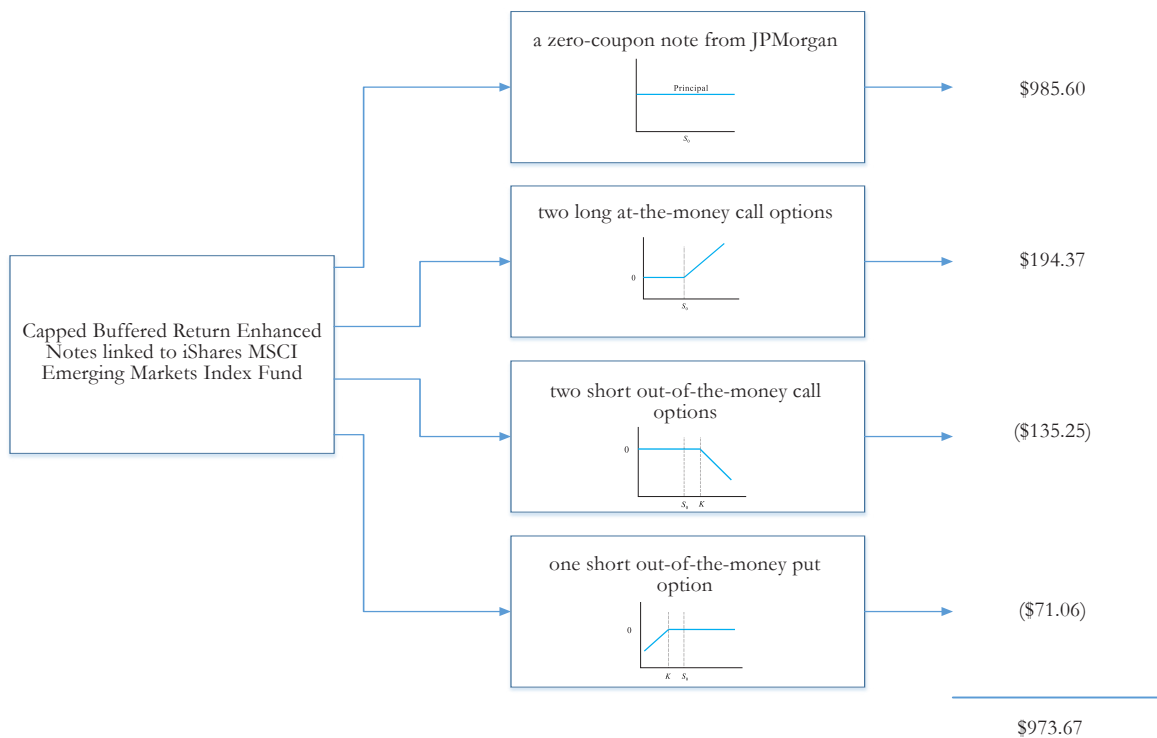 a zero-coupon note from JPMorgan
Principal
S₀
$985.60
two long at-the-money call options
0
S₀
$194.37
Capped Buffered Return Enhanced
Notes linked to iShares MSCI
Emerging Markets Index Fund
two short out-of-the-money call
options
0
S₀ K
($135.25)
one short out-of-the-money put
option
0
K S₀
($71.06)
$973.67